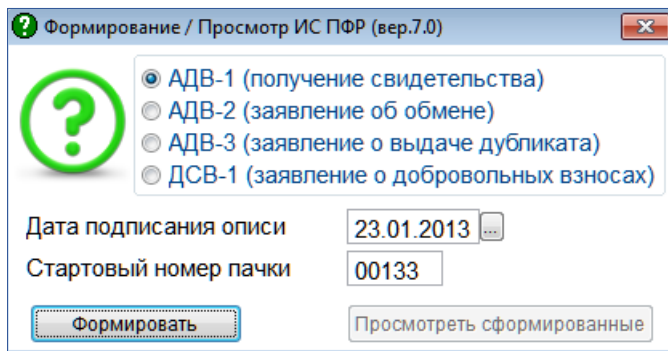 Формирование / Просмотр ИС ПФР (вер.7.0)
АДВ-1 (получение свидетельства)
АДВ-2 (заявление об обмене)
АДВ-3 (заявление о выдаче дубликата)
ДСВ-1 (заявление о добровольных взносах)
Дата подписания описи 23.01.2013 ...
Стартовый номер пачки 00133
Формировать Просмотреть сформированные